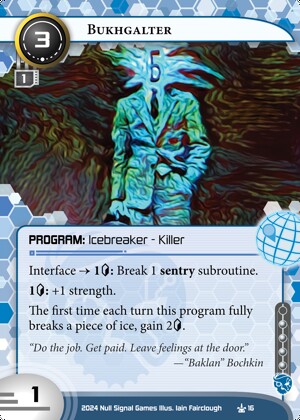 BUKHGALTER
3
1
PROGRAM: Icebreaker - Killer
Interface → 1: Break 1 sentry subroutine.
1: +1 strength.
The first time each turn this program fully
breaks a piece of ice, gain 2.
“Do the job. Get paid. Leave feelings at the door.”
—“Baklan” Bochkin
1
2024 Null Signal Games Illus. Iain Fairclough 16